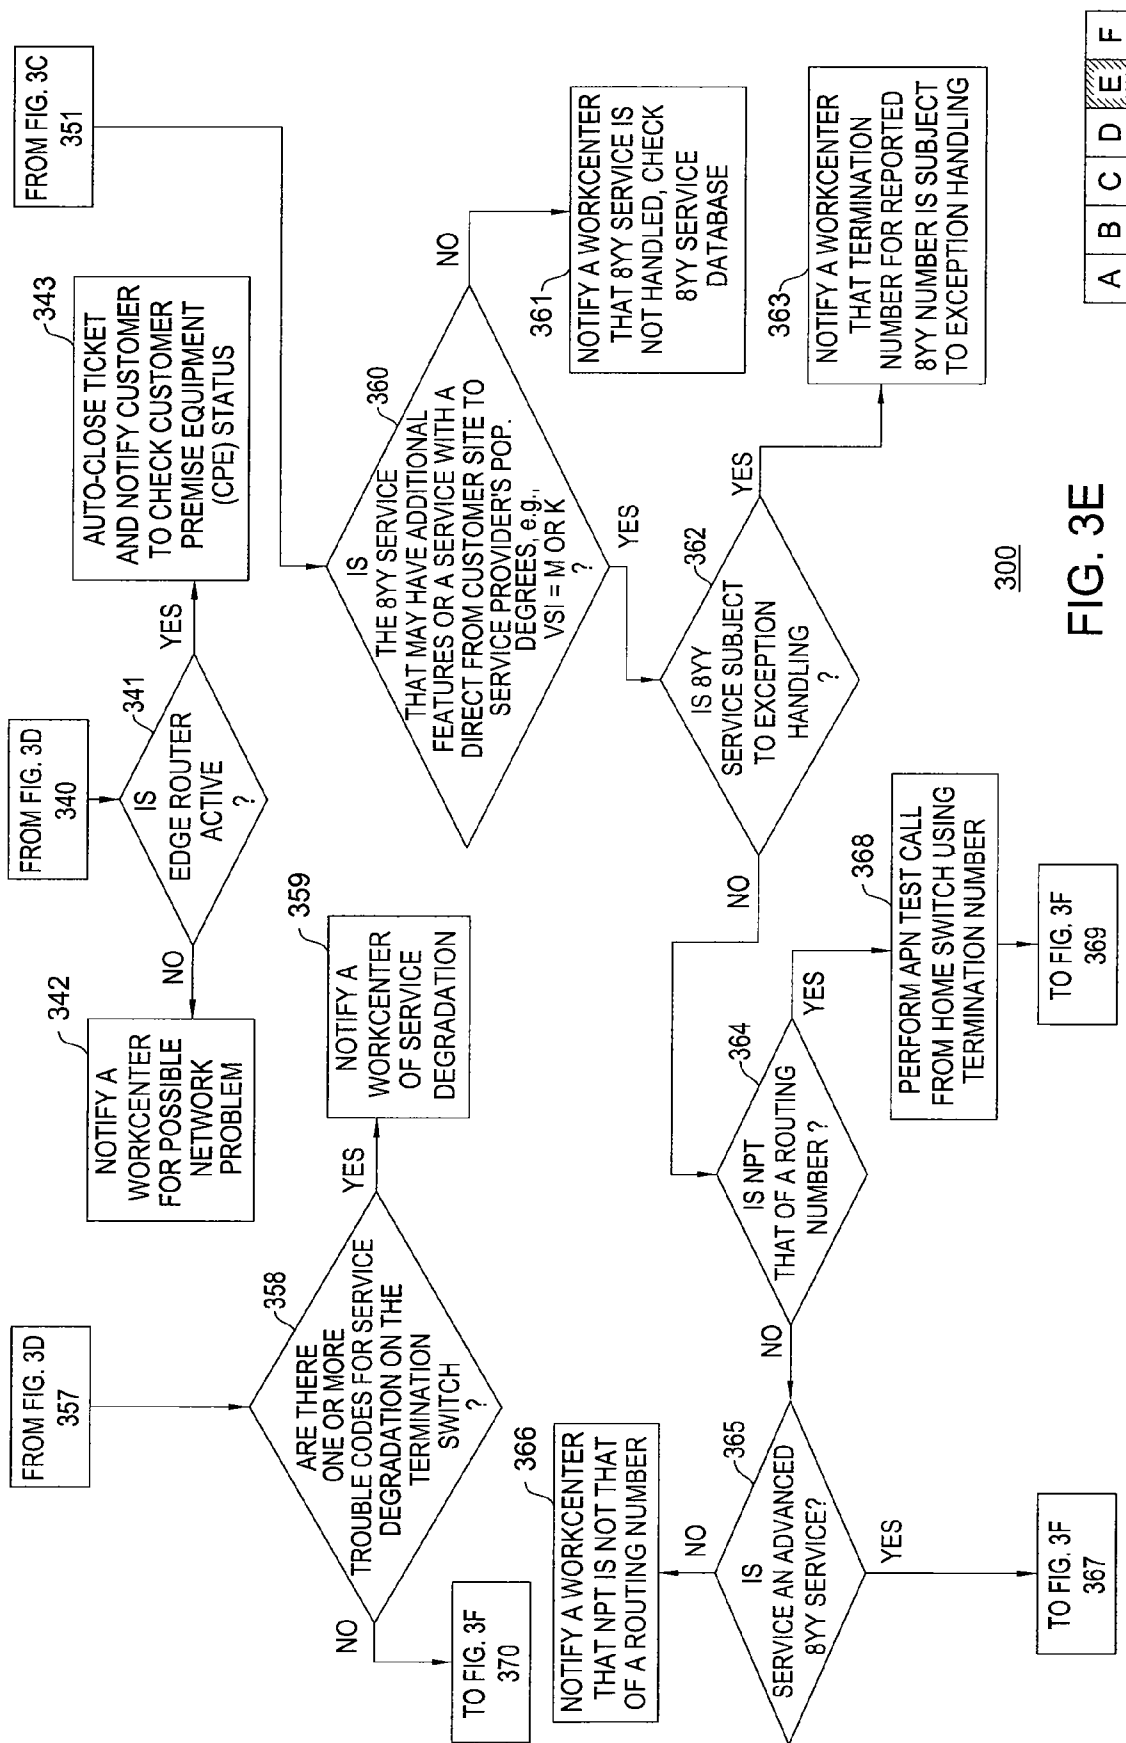 FROM FIG. 3D
357
358
ARE THERE
ONE OR MORE
TROUBLE CODES FOR SERVICE
DEGRADATION ON THE
TERMINATION
SWITCH
?
YES
359
NOTIFY A
WORKCENTER
OF SERVICE
DEGRADATION
NO
TO FIG. 3F
370
FROM FIG. 3D
340
341
IS
EDGE ROUTER
ACTIVE
?
NO
342
NOTIFY A
WORKCENTER
FOR POSSIBLE
NETWORK
PROBLEM
YES
343
AUTO-CLOSE TICKET
AND NOTIFY CUSTOMER
TO CHECK CUSTOMER
PREMISE EQUIPMENT
(CPE) STATUS
FROM FIG. 3C
351
360
IS
THE 8YY SERVICE
THAT MAY HAVE ADDITIONAL
FEATURES OR A SERVICE WITH A
DIRECT FROM CUSTOMER SITE TO
SERVICE PROVIDER'S POP.
DEGREES, e.g.,
VSI = M OR K
?
NO
361
NOTIFY A WORKCENTER
THAT 8YY SERVICE IS
NOT HANDLED, CHECK
8YY SERVICE
DATABASE
YES
362
IS 8YY
SERVICE SUBJECT
TO EXCEPTION
HANDLING
?
YES
363
NOTIFY A WORKCENTER
THAT TERMINATION
NUMBER FOR REPORTED
8YY NUMBER IS SUBJECT
TO EXCEPTION HANDLING
NO
364
IS NPT
THAT OF A ROUTING
NUMBER ?
YES
368
PERFORM APN TEST CALL
FROM HOME SWITCH USING
TERMINATION NUMBER
TO FIG. 3F
369
NO
365
IS
SERVICE AN ADVANCED
8YY SERVICE?
NO
366
NOTIFY A WORKCENTER
THAT NPT IS NOT THAT
OF A ROUTING NUMBER
YES
TO FIG. 3F
367
300
FIG. 3E
A B C D E F